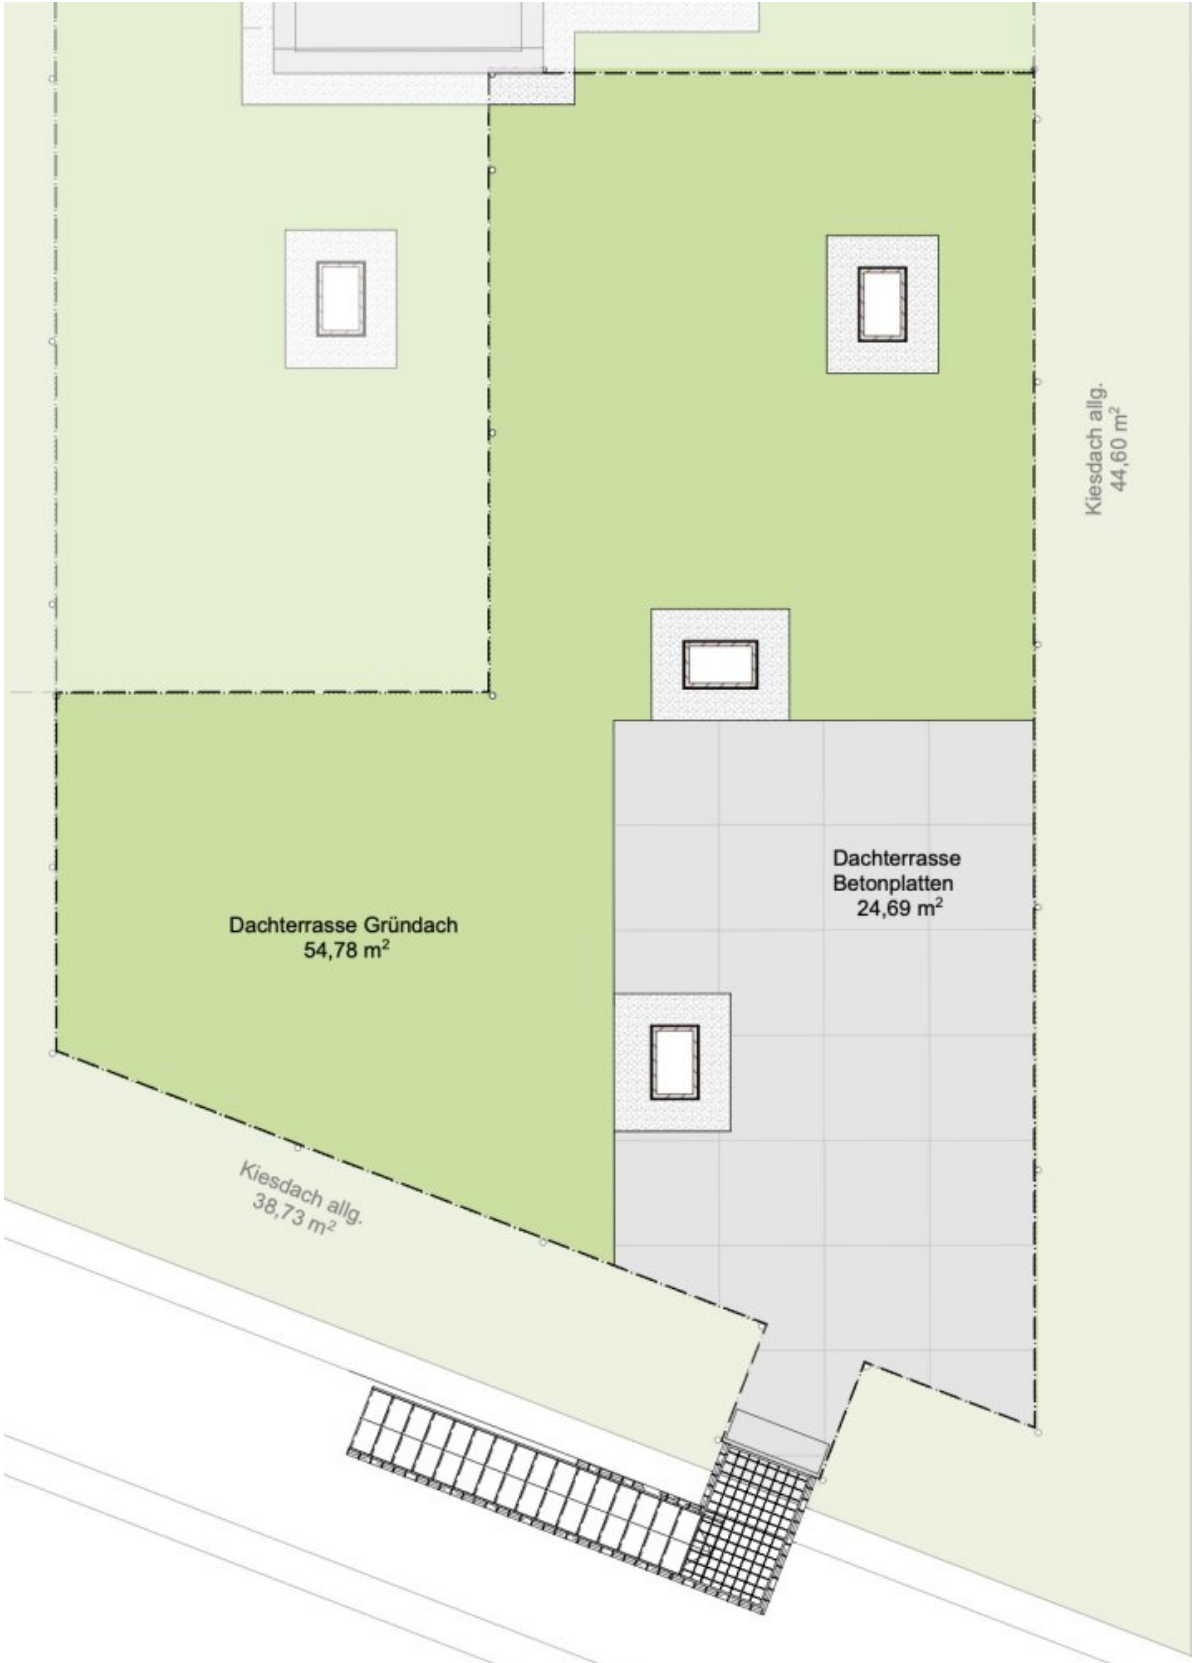 Kiesdach allg.
44,60 m²
Dachterrasse
Betonplatten
24,69 m²
Dachterrasse Gründach
54,78 m²
Kiesdach allg.
38,73 m²